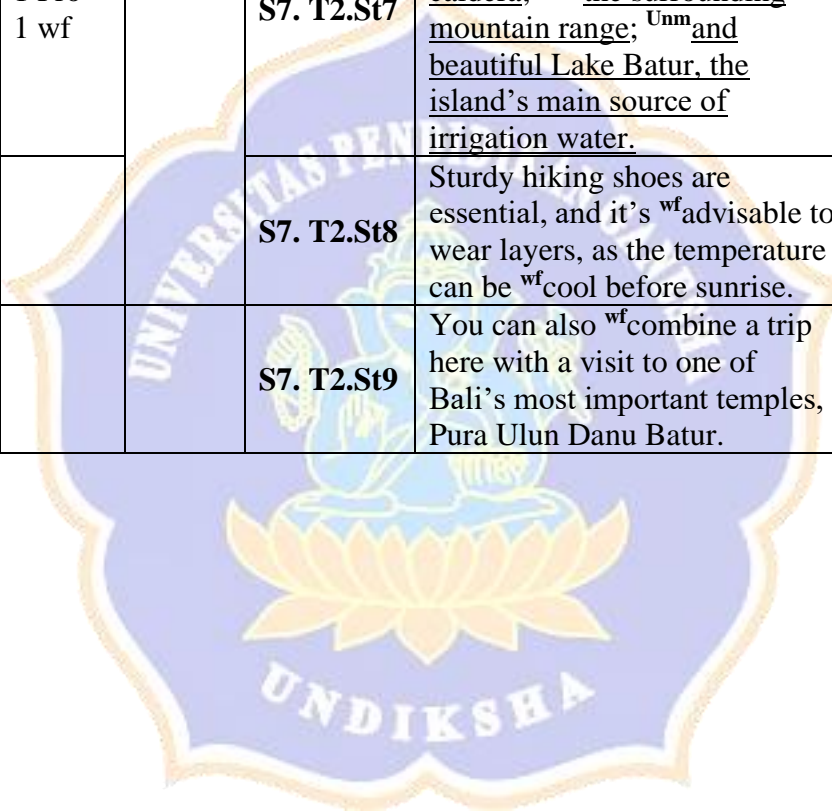 1 wf
S7. T2.St7
the surrounding
mountain range; Unmand
beautiful Lake Batur, the
island’s main source of
irrigation water.
S7. T2.St8
Sturdy hiking shoes are
essential, and it’s wfadvisable to
wear layers, as the temperature
can be wfcool before sunrise.
S7. T2.St9
You can also wfcombine a trip
here with a visit to one of
Bali’s most important temples,
Pura Ulun Danu Batur.
UNIVERSITAS PENDIDIKAN GANESHA
UNDIKSHA